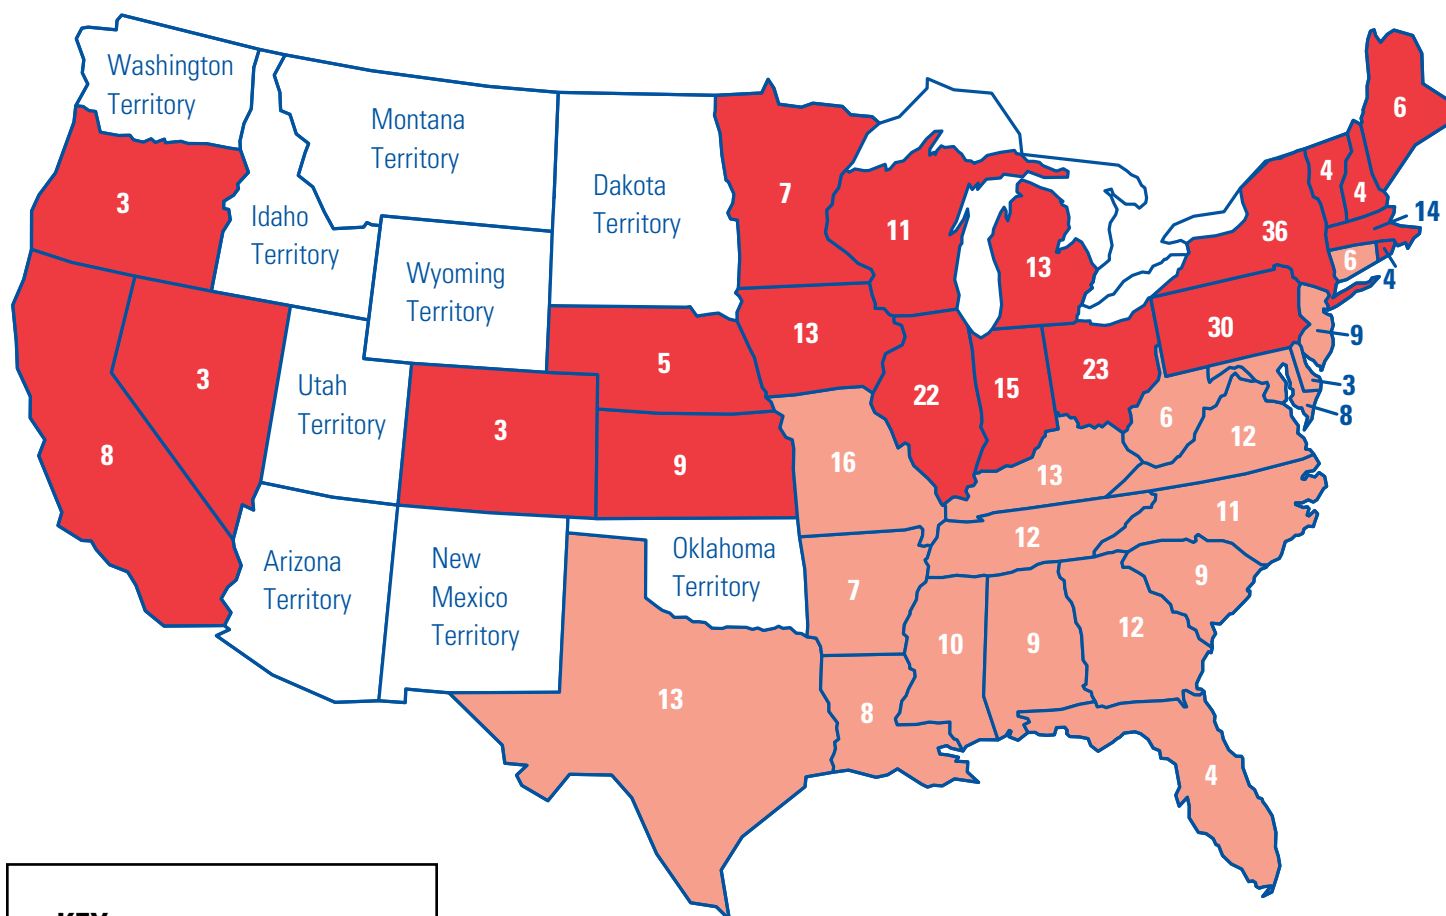 Washington
Territory
Montana
Territory
6
Dakota
Territory
7
4
4
14
3
Idaho
Territory
11
36
13
6
4
Wyoming
Territory
13
30
9
5
3
Utah
Territory
22
15
23
3
8
3
6
12
8
9
16
13
11
12
Arizona
Territory
New
Mexico
Territory
Oklahoma
Territory
7
9
10
9
12
13
8
4
KEY